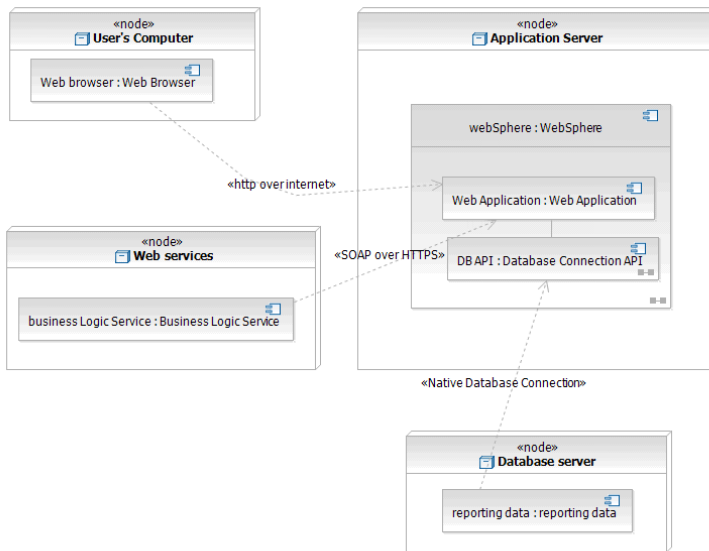 «node»
User's Computer
Web browser : Web Browser
«node»
Application Server
webSphere : WebSphere
Web Application : Web Application
DB API : Database Connection API
«http over internet»
«SOAP over HTTPS»
«node»
Web services
business Logic Service : Business Logic Service
«Native Database Connection»
«node»
Database server
reporting data : reporting data